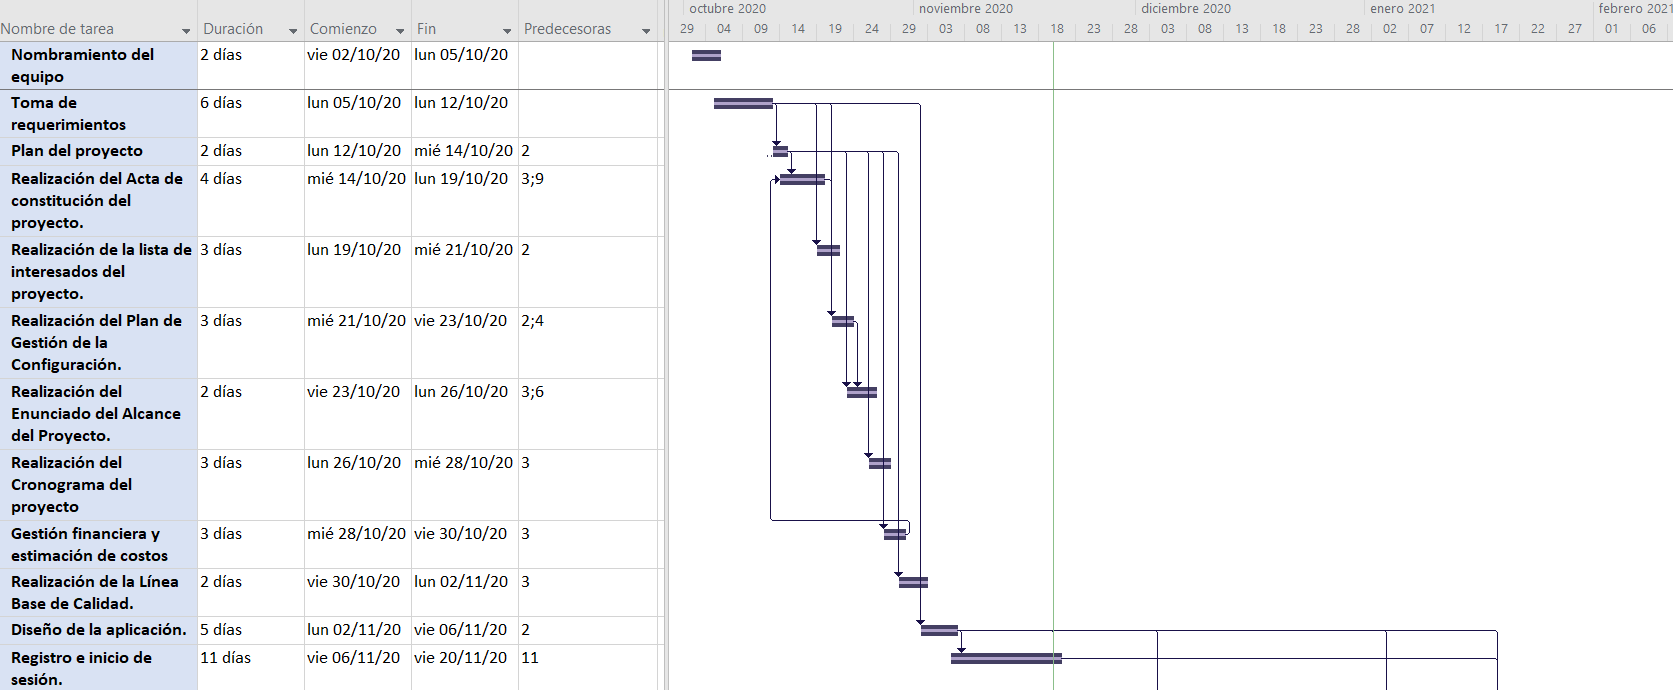 octubre 2020 noviembre 2020 diciembre 2020 enero 2021 febrero 2021
Nombre de tarea Duración Comienzo Fin Predecesoras 29 04 09 14 19 24 29 03 08 13 18 23 28 03 08 13 18 23 28 02 07 12 17 22 27 01 06
Nombramiento del 2 días vie 02/10/20 lun 05/10/20
equipo
Toma de 6 días lun 05/10/20 lun 12/10/20
requerimientos
Plan del proyecto 2 días lun 12/10/20 mié 14/10/20 2
Realización del Acta de 4 días mié 14/10/20 lun 19/10/20 3;9
constitución del
proyecto.
Realización de la lista de 3 días lun 19/10/20 mié 21/10/20 2
interesados del
proyecto.
Realización del Plan de 3 días mié 21/10/20 vie 23/10/20 2;4
Gestión de la
Configuración.
Realización del 2 días vie 23/10/20 lun 26/10/20 3;6
Enunciado del Alcance
del Proyecto.
Realización del 3 días lun 26/10/20 mié 28/10/20 3
Cronograma del
proyecto
Gestión financiera y 3 días mié 28/10/20 vie 30/10/20 3
estimación de costos
Realización de la Línea 2 días vie 30/10/20 lun 02/11/20 3
Base de Calidad.
Diseño de la aplicación. 5 días lun 02/11/20 vie 06/11/20 2
Registro e inicio de 11 días vie 06/11/20 vie 20/11/20 11
sesión.